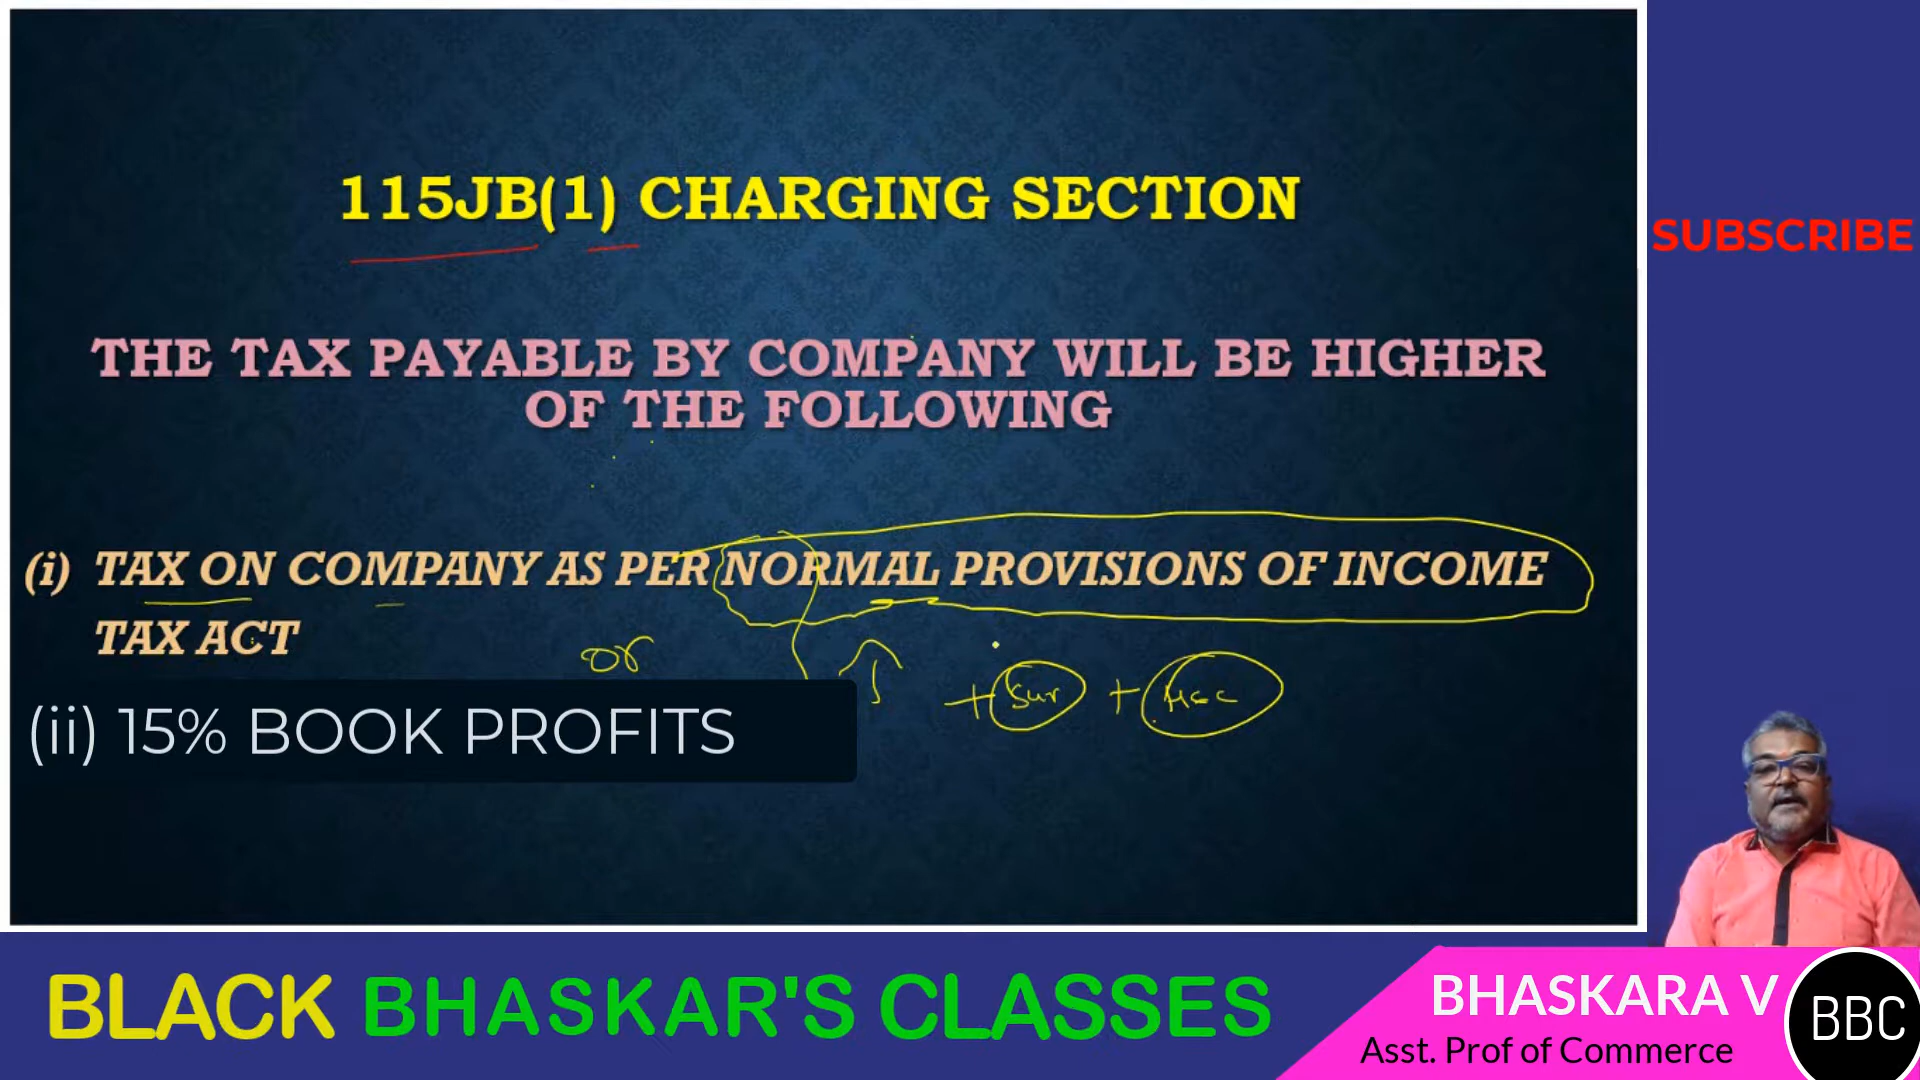 115JB(1) CHARGING SECTION
SUBSCRIBE
THE TAX PAYABLE BY COMPANY WILL BE HIGHER
OF THE FOLLOWING
(i) TAX ON COMPANY AS PER NORMAL PROVISIONS OF INCOME
TAX ACT
or
+ Sur +
(ii) 15% BOOK PROFITS
BLACK BHASKAR'S CLASSES
BHASKARA V
Asst. Prof of Commerce
BBC